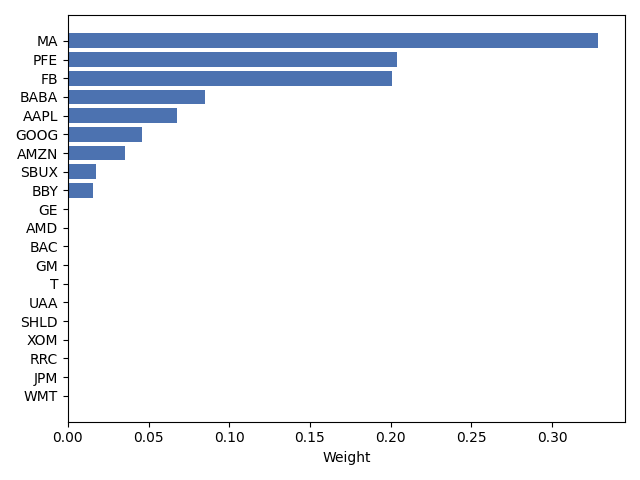 MA
PFE
FB
BABA
AAPL
GOOG
AMZN
SBUX
BBY
GE
AMD
BAC
GM
T
UAA
SHLD
XOM
RRC
JPM
WMT
0.00 0.05 0.10 0.15 0.20 0.25 0.30
Weight